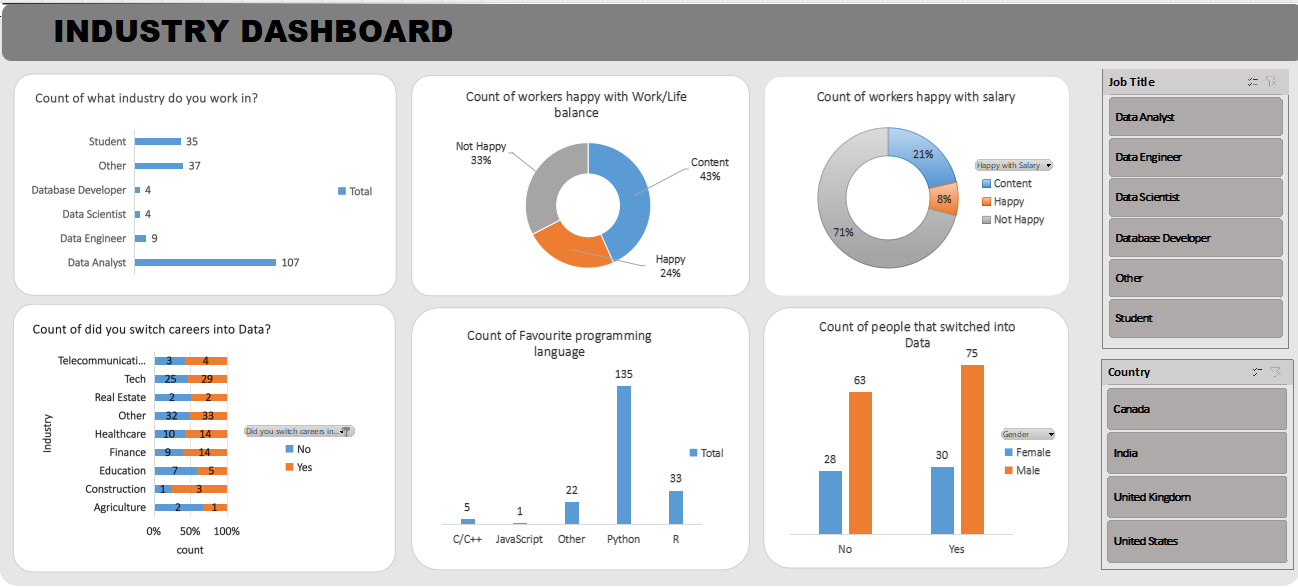 INDUSTRY DASHBOARD
Count of what industry do you work in?
Student 35
Other 37
Database Developer 4
Data Scientist 4
Data Engineer 9
Data Analyst 107
Total
Count of workers happy with Work/Life
balance
Not Happy
33%
Content
43%
Happy
24%
Count of workers happy with salary
21%
8%
71%
Happy with Salary
Content
Happy
Not Happy
Job Title
Data Analyst
Data Engineer
Data Scientist
Database Developer
Other
Student
Count of did you switch careers into Data?
Industry
Telecommunicati... 3 4
Tech 25 29
Real Estate 2 2
Other 32 33
Healthcare 10 14
Finance 9 14
Education 7 5
Construction 1 3
Agriculture 2 1
0% 50% 100%
count
Did you switch careers in...
No
Yes
Count of Favourite programming
language
5 1 22 135 33
C/C++ JavaScript Other Python R
Total
Count of people that switched into
Data
28 63 30 75
No Yes
Gender
Female
Male
Country
Canada
India
United Kingdom
United States